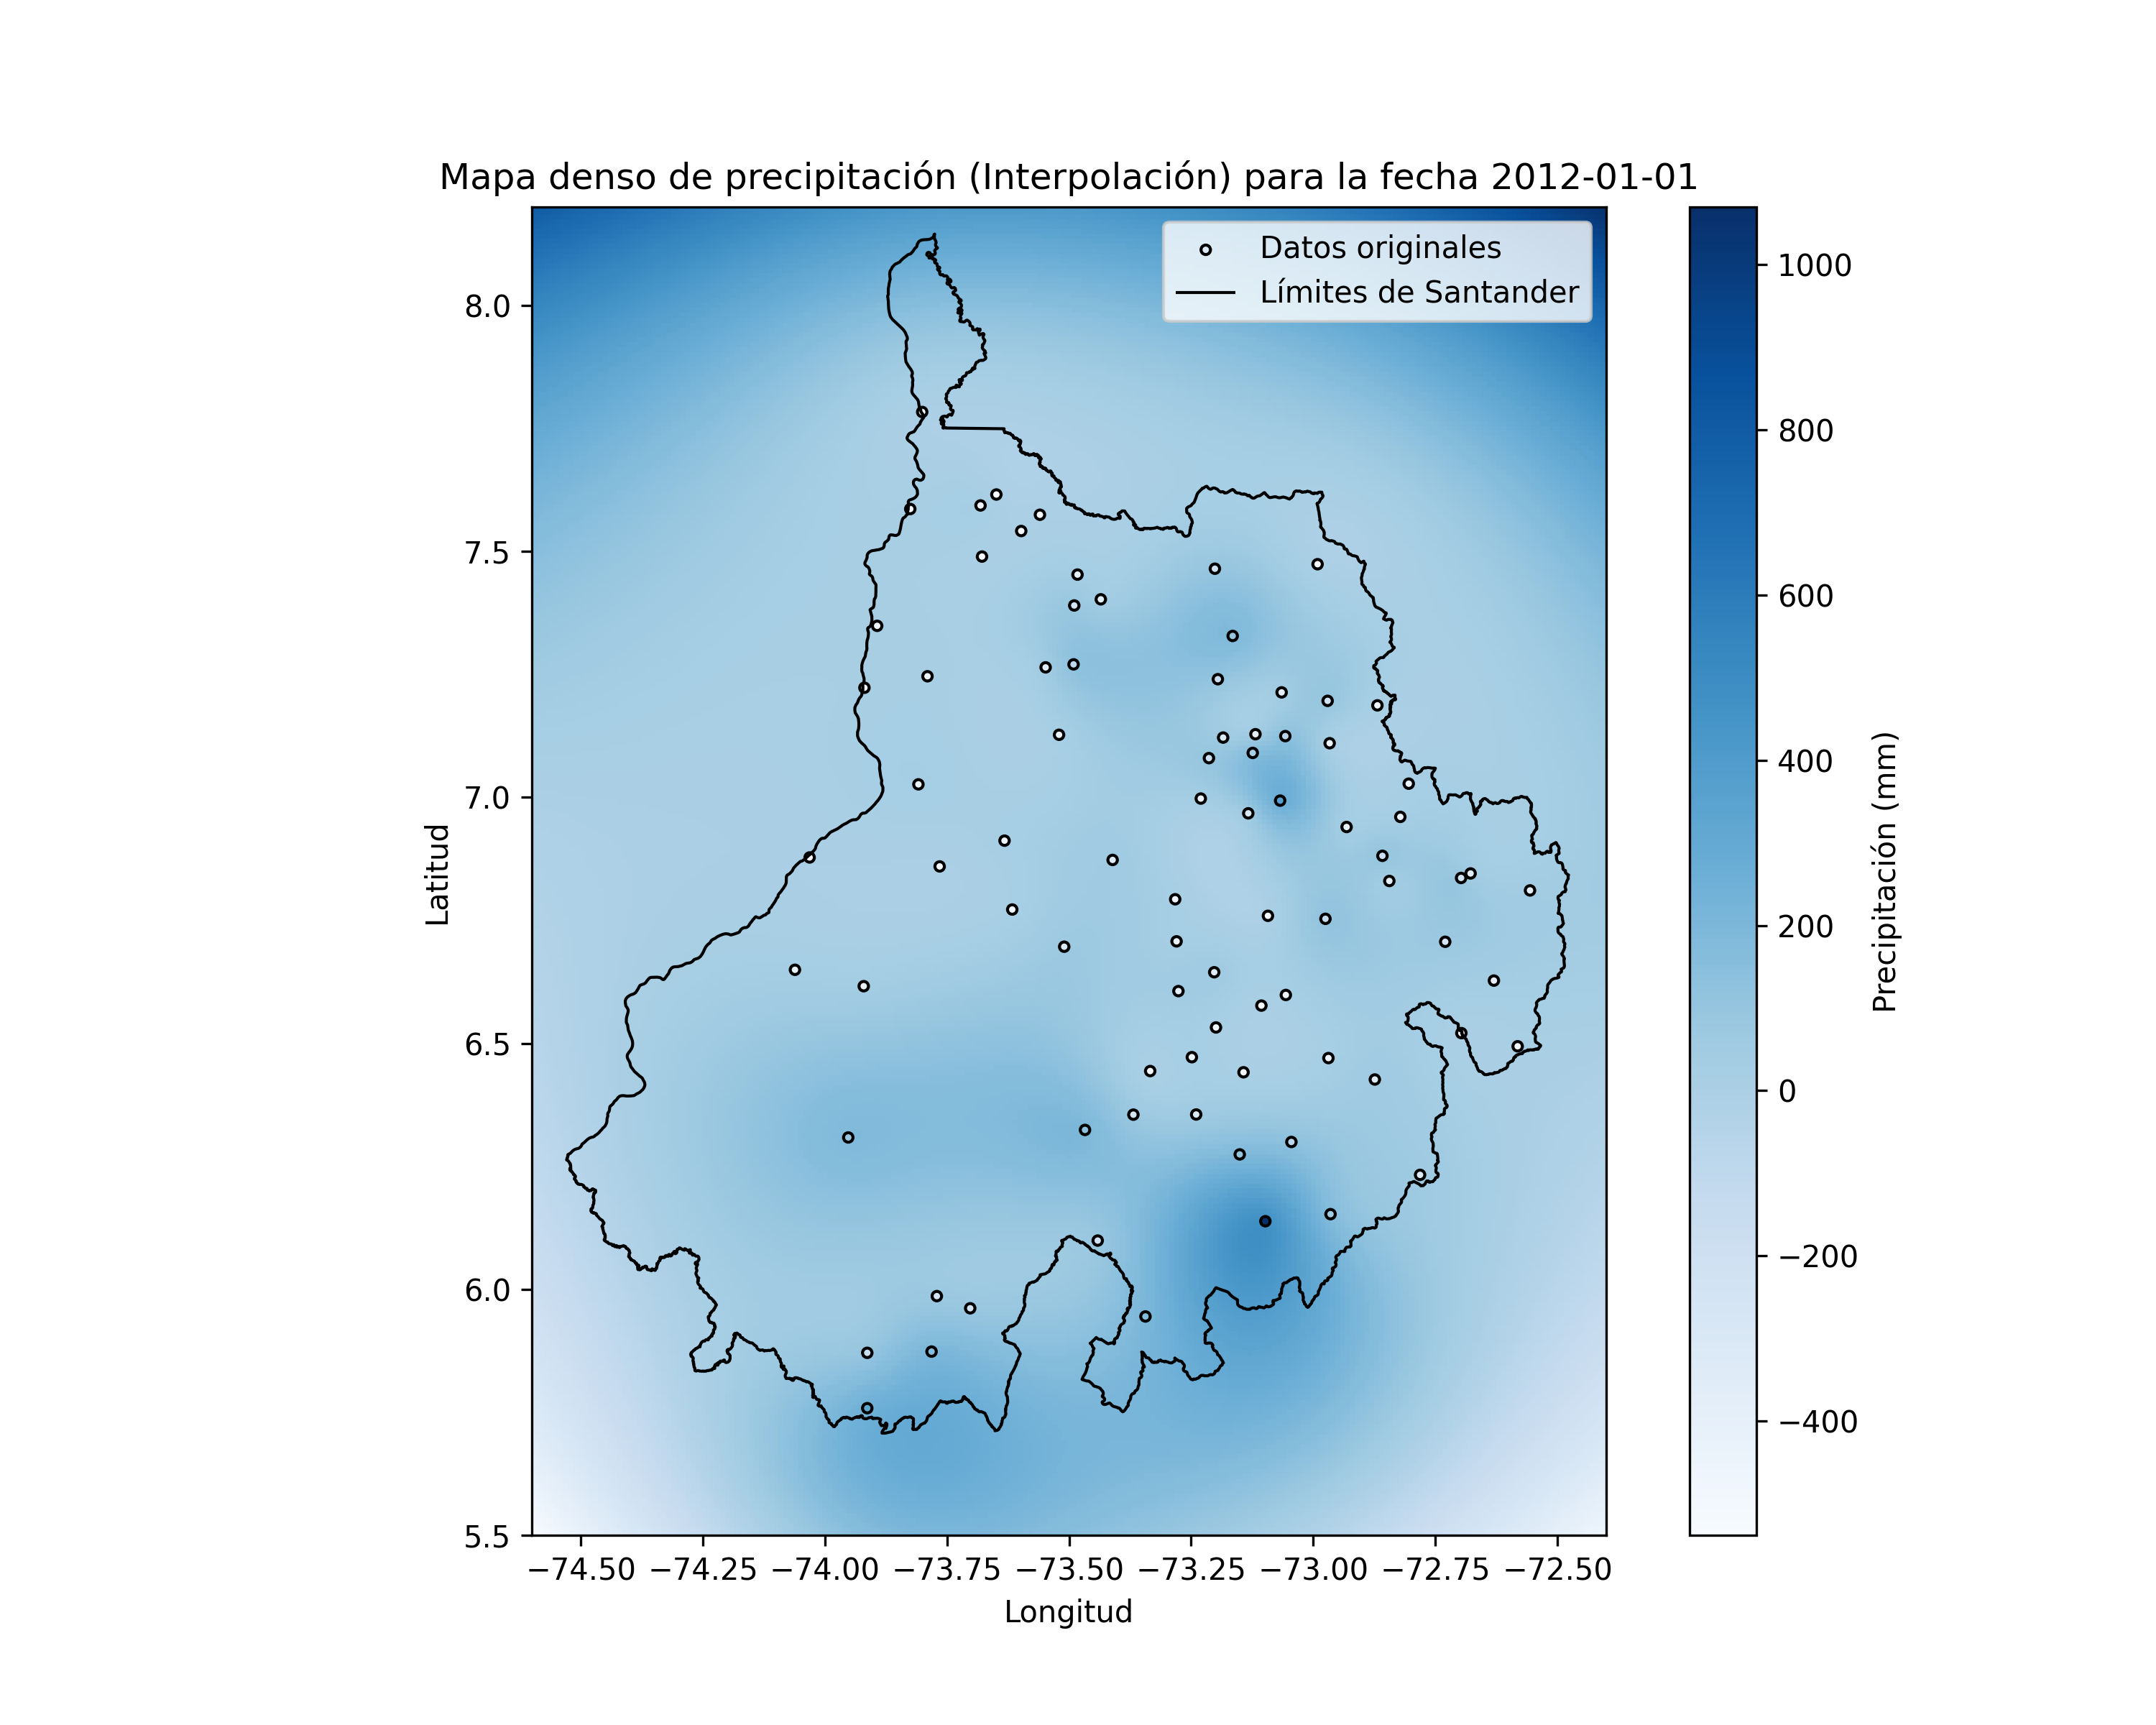 Mapa denso de precipitación (Interpolación) para la fecha 2012-01-01
Datos originales
Límites de Santander
8.0
7.5
7.0
6.5
6.0
5.5
Latitud
−74.50 −74.25 −74.00 −73.75 −73.50 −73.25 −73.00 −72.75 −72.50
Longitud
1000
800
600
400
200
0
−200
−400
Precipitación (mm)